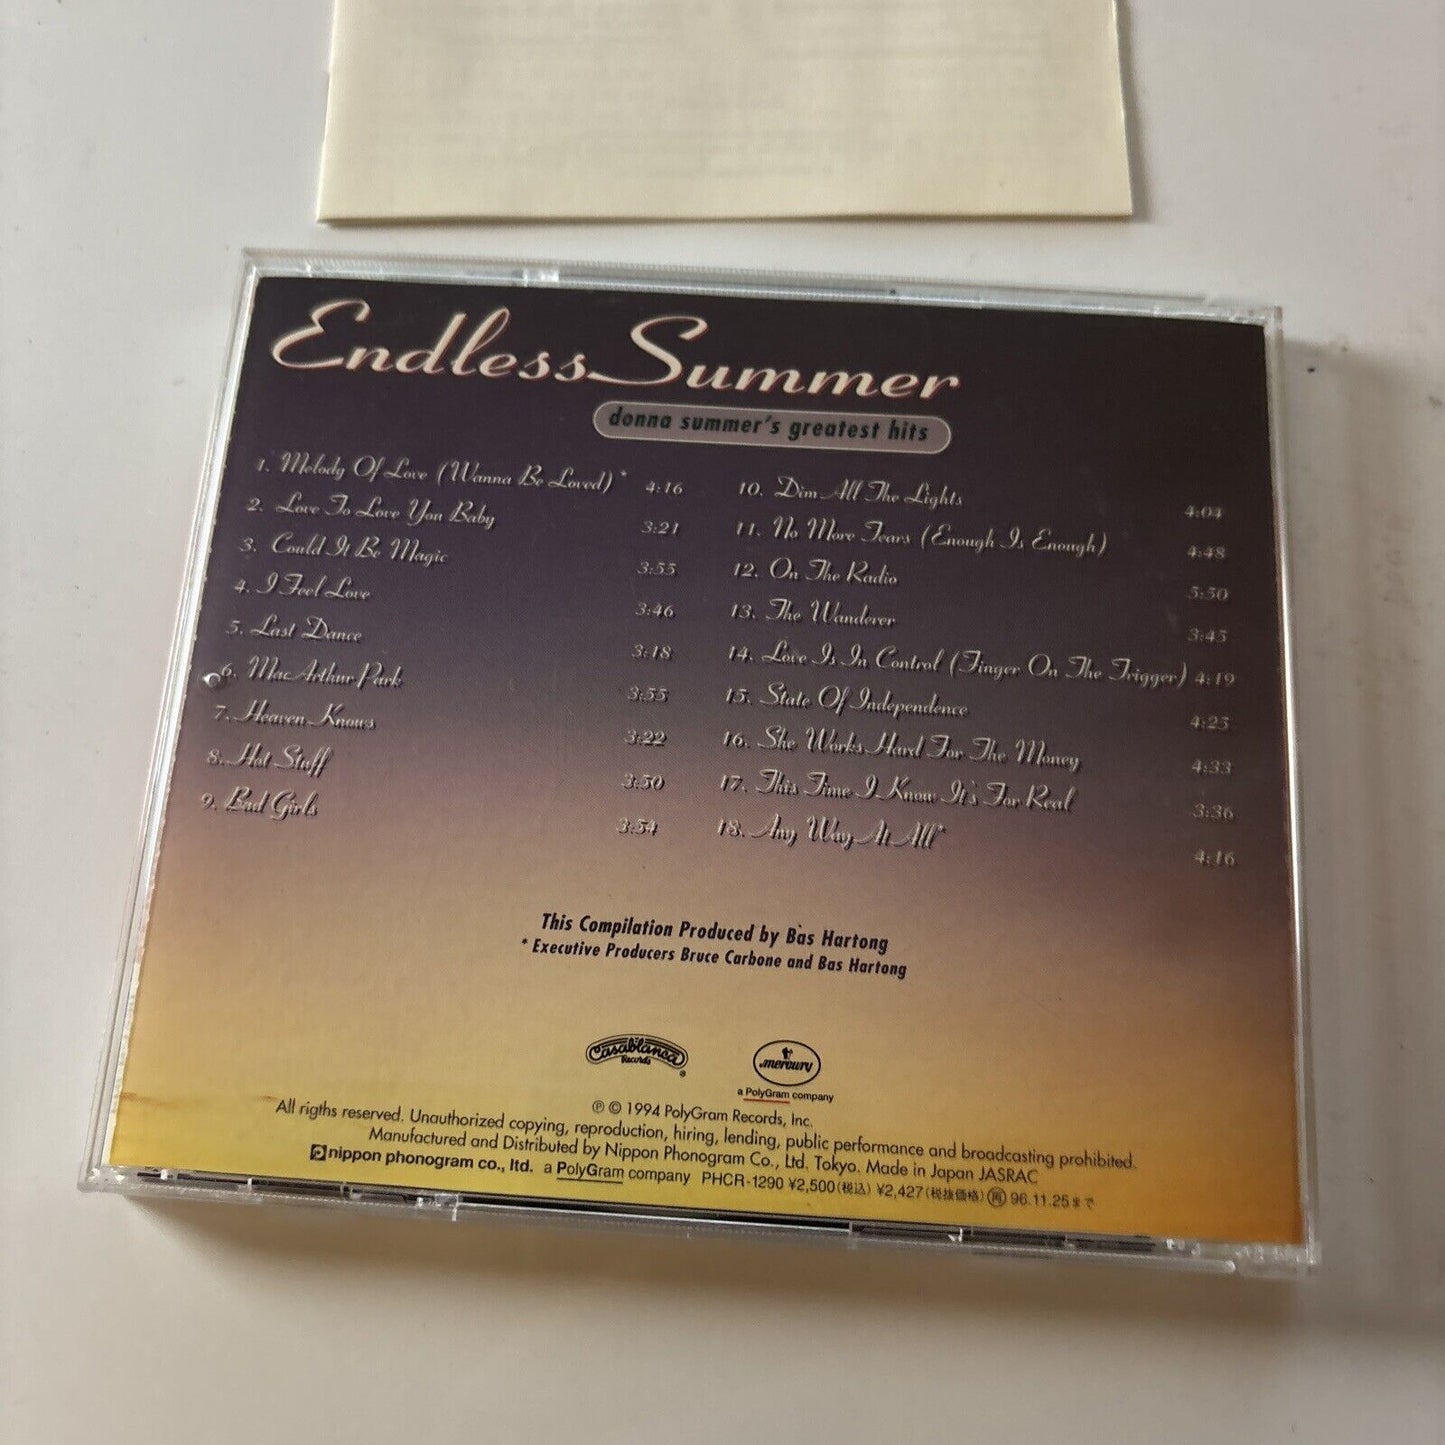 Endless Summer
donna summer's greatest hits
1. Melody Of Love (Wanna Be Loved)* 4:16
2. Love To Love You Baby 3:21
3. Could It Be Magic 3:55
4. I Feel Love 3:46
5. Last Dance 3:18
6. MacArthur Park 3:55
7. Heaven Knows 3:22
8. Hot Stuff 3:50
9. Bad Girls 3:54
10. Dim All The Lights 4:04
11. No More Tears (Enough Is Enough) 4:48
12. On The Radio 5:50
13. The Wanderer 3:45
14. Love Is In Control (Finger On The Trigger) 4:19
15. State Of Independence 4:25
16. She Works Hard For The Money 4:33
17. This Time I Know It's For Real 3:36
18. Any Way At All* 4:16
This Compilation Produced by Bas Hartong
* Executive Producers Bruce Carbone and Bas Hartong
Casablanca
Records
®
mercury
a PolyGram company
℗ © 1994 PolyGram Records, Inc.
All rigths reserved. Unauthorized copying, reproduction, hiring, lending, public performance and broadcasting prohibited.
Manufactured and Distributed by Nippon Phonogram Co., Ltd. Tokyo. Made in Japan JASRAC
nippon phonogram co., ltd. a PolyGram company PHCR-1290 ¥2,500(税込) ¥2,427(税抜価格) 再 96.11.25まで